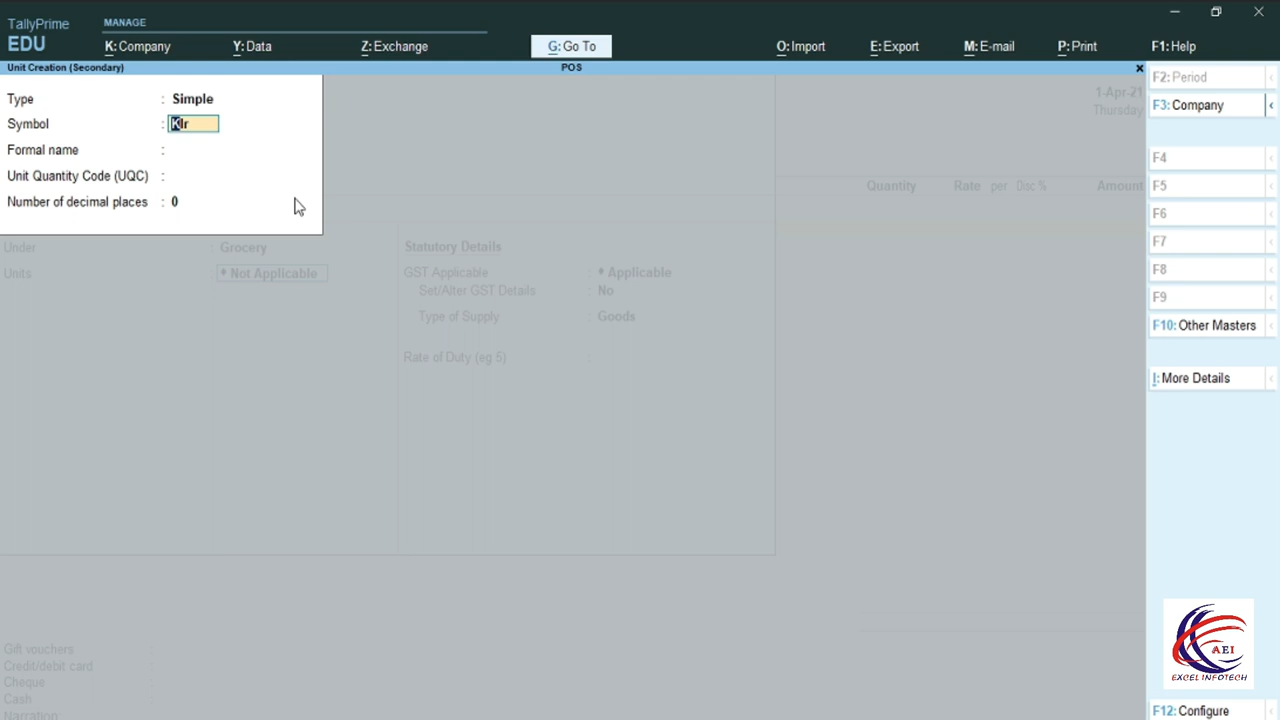 TallyPrime
EDU
MANAGE
K: Company
Y: Data
Z: Exchange
G: Go To
O: Import
E: Export
M: E-mail
P: Print
F1: Help
Unit Creation (Secondary)
POS
x
Type : Simple
Symbol : Klr
Formal name :
Unit Quantity Code (UQC) :
Number of decimal places : 0
1-Apr-21
Thursday
Quantity Rate per Disc % Amount
Under : Grocery
Units : ♦ Not Applicable
Statutory Details
GST Applicable : ♦ Applicable
Set/Alter GST Details : No
Type of Supply : Goods
Rate of Duty (eg 5) :
Gift vouchers :
Credit/debit card :
Cheque :
Cash :
Narration:
F2: Period
F3: Company
F4
F5
F6
F7
F8
F9
F10: Other Masters
I: More Details
AEI
EXCEL INFOTECH
F12: Configure